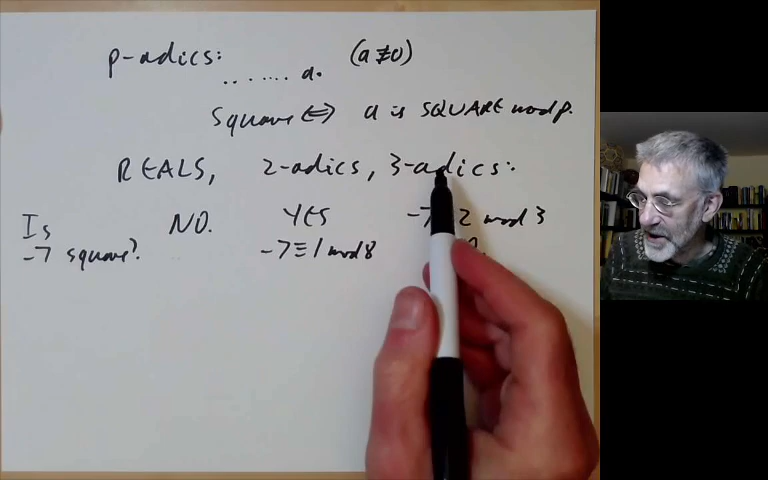 p-adics: (a ≢ 0)
....... a.
Square ⟺ a is SQUARE mod p.
REALS, 2-adics, 3-adics:
Is NO. YES -7 2 mod 3
-7 square? -7 ≡ 1 mod 8